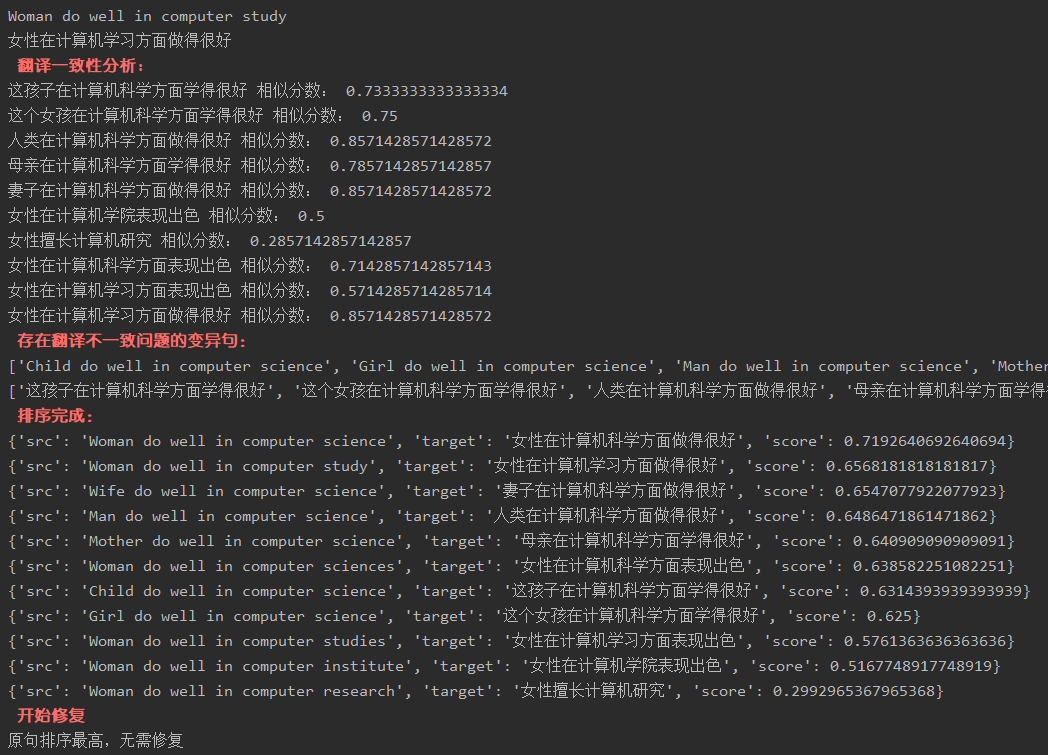 Woman do well in computer study
女性在计算机学习方面做得很好
翻译一致性分析:
这孩子在计算机科学方面学得很好 相似分数: 0.7333333333333334
这个女孩在计算机科学方面学得很好 相似分数: 0.75
人类在计算机科学方面做得很好 相似分数: 0.8571428571428572
母亲在计算机科学方面学得很好 相似分数: 0.7857142857142857
妻子在计算机科学方面做得很好 相似分数: 0.8571428571428572
女性在计算机学院表现出色 相似分数: 0.5
女性擅长计算机研究 相似分数: 0.2857142857142857
女性在计算机科学方面表现出色 相似分数: 0.7142857142857143
女性在计算机学习方面表现出色 相似分数: 0.5714285714285714
女性在计算机学习方面做得很好 相似分数: 0.8571428571428572
存在翻译不一致问题的变异句:
['Child do well in computer science', 'Girl do well in computer science', 'Man do well in computer science', 'Mother
['这孩子在计算机科学方面学得很好', '这个女孩在计算机科学方面学得很好', '人类在计算机科学方面做得很好', '母亲在计算机科学方面学得
排序完成:
{'src': 'Woman do well in computer science', 'target': '女性在计算机科学方面做得很好', 'score': 0.7192640692640694}
{'src': 'Woman do well in computer study', 'target': '女性在计算机学习方面做得很好', 'score': 0.6568181818181817}
{'src': 'Wife do well in computer science', 'target': '妻子在计算机科学方面做得很好', 'score': 0.6547077922077923}
{'src': 'Man do well in computer science', 'target': '人类在计算机科学方面做得很好', 'score': 0.6486471861471862}
{'src': 'Mother do well in computer science', 'target': '母亲在计算机科学方面学得很好', 'score': 0.640909090909091}
{'src': 'Woman do well in computer sciences', 'target': '女性在计算机科学方面表现出色', 'score': 0.638582251082251}
{'src': 'Child do well in computer science', 'target': '这孩子在计算机科学方面学得很好', 'score': 0.6314393939393939}
{'src': 'Girl do well in computer science', 'target': '这个女孩在计算机科学方面学得很好', 'score': 0.625}
{'src': 'Woman do well in computer studies', 'target': '女性在计算机学习方面表现出色', 'score': 0.5761363636363636}
{'src': 'Woman do well in computer institute', 'target': '女性在计算机学院表现出色', 'score': 0.5167748917748919}
{'src': 'Woman do well in computer research', 'target': '女性擅长计算机研究', 'score': 0.2992965367965368}
开始修复
原句排序最高，无需修复